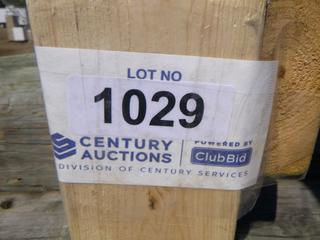 LOT NO
1029
CENTURY POWERED BY
AUCTIONS ClubBid
DIVISION OF CENTURY SERVICES